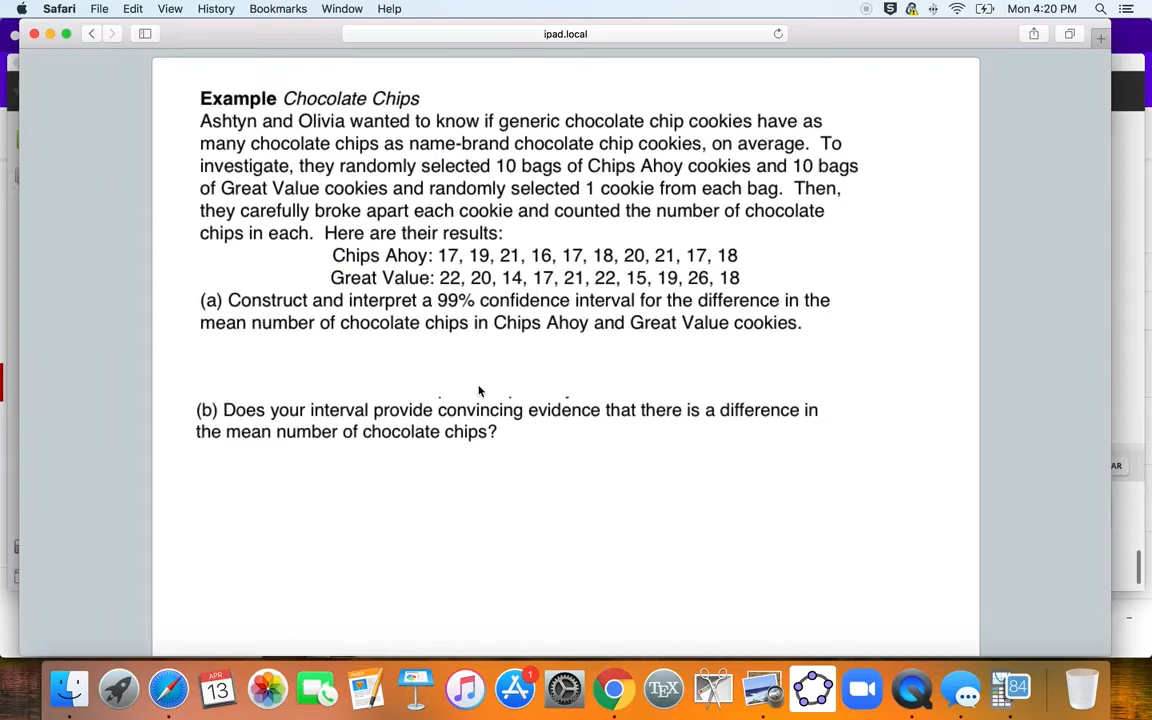 Safari File Edit View History Bookmarks Window Help Mon 4:20 PM
ipad.local
Example Chocolate Chips
Ashtyn and Olivia wanted to know if generic chocolate chip cookies have as
many chocolate chips as name-brand chocolate chip cookies, on average. To
investigate, they randomly selected 10 bags of Chips Ahoy cookies and 10 bags
of Great Value cookies and randomly selected 1 cookie from each bag. Then,
they carefully broke apart each cookie and counted the number of chocolate
chips in each. Here are their results:
Chips Ahoy: 17, 19, 21, 16, 17, 18, 20, 21, 17, 18
Great Value: 22, 20, 14, 17, 21, 22, 15, 19, 26, 18
(a) Construct and interpret a 99% confidence interval for the difference in the
mean number of chocolate chips in Chips Ahoy and Great Value cookies.
(b) Does your interval provide convincing evidence that there is a difference in
the mean number of chocolate chips?
AR
APR
13
1
TEX
84